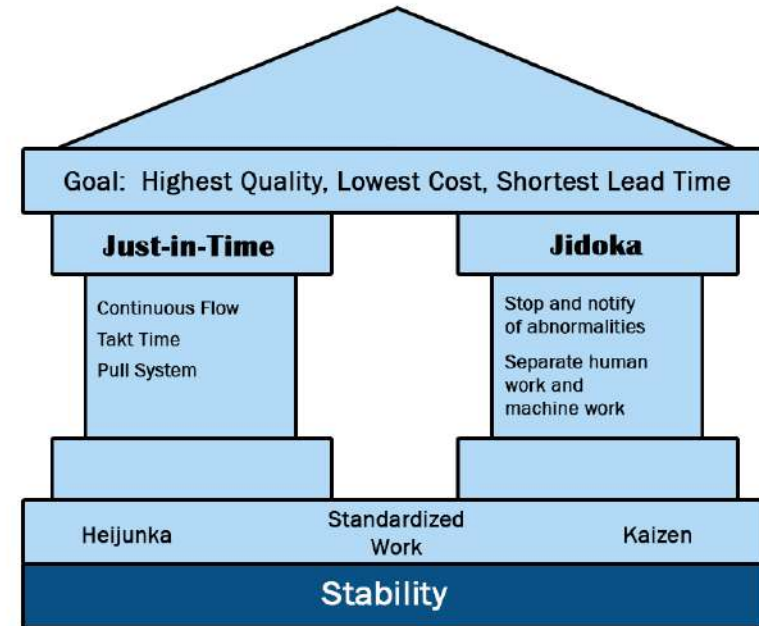 Goal: Highest Quality, Lowest Cost, Shortest Lead Time
Just-in-Time
Continuous Flow
Takt Time
Pull System
Jidoka
Stop and notify
of abnormalities
Separate human
work and
machine work
Heijunka
Standardized
Work
Kaizen
Stability